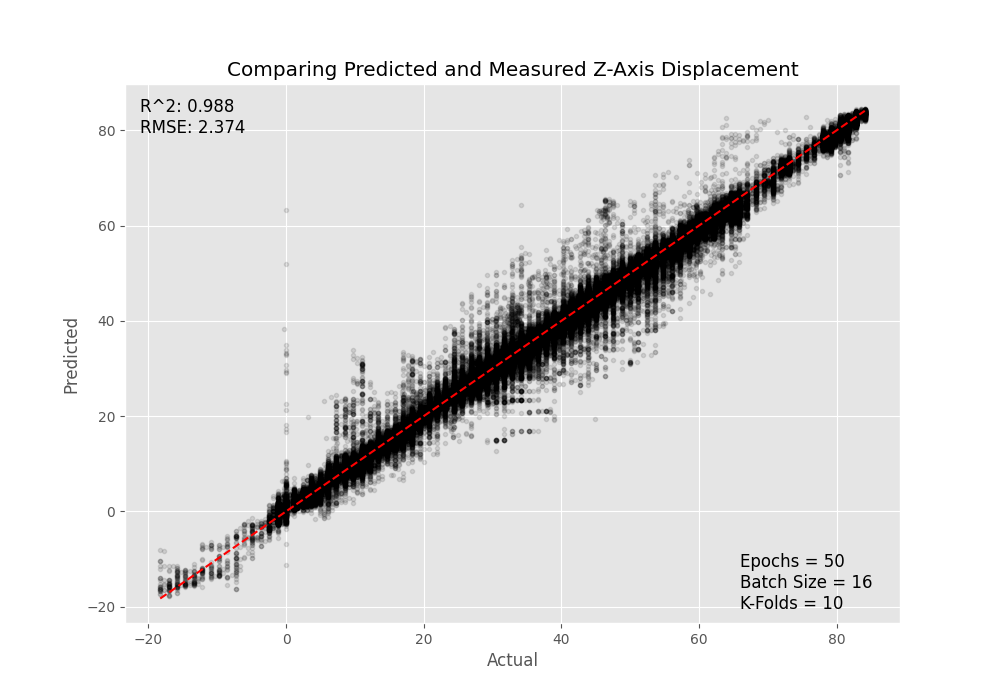 Comparing Predicted and Measured Z-Axis Displacement
R^2: 0.988
RMSE: 2.374
80
60
40
20
0
−20
Predicted
Epochs = 50
Batch Size = 16
K-Folds = 10
−20 0 20 40 60 80
Actual